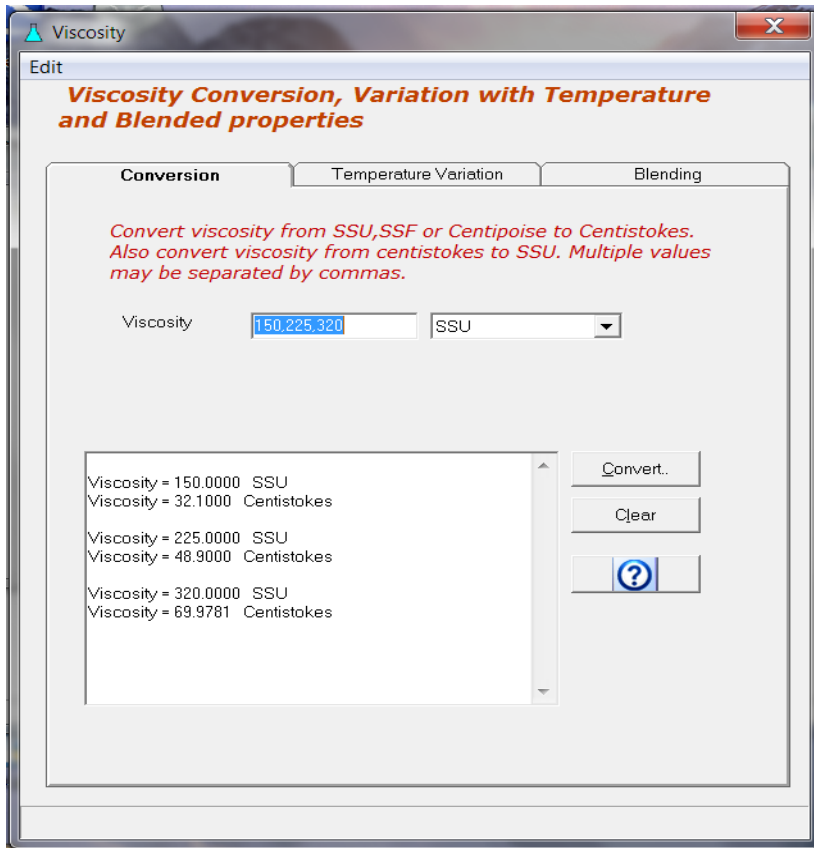 Viscosity
Edit
Viscosity Conversion, Variation with Temperature
and Blended properties
Conversion Temperature Variation Blending
Convert viscosity from SSU,SSF or Centipoise to Centistokes.
Also convert viscosity from centistokes to SSU. Multiple values
may be separated by commas.
Viscosity 150,225,320 SSU
Viscosity = 150.0000 SSU
Viscosity = 32.1000 Centistokes
Viscosity = 225.0000 SSU
Viscosity = 48.9000 Centistokes
Viscosity = 320.0000 SSU
Viscosity = 69.9781 Centistokes
Convert..
Clear
?